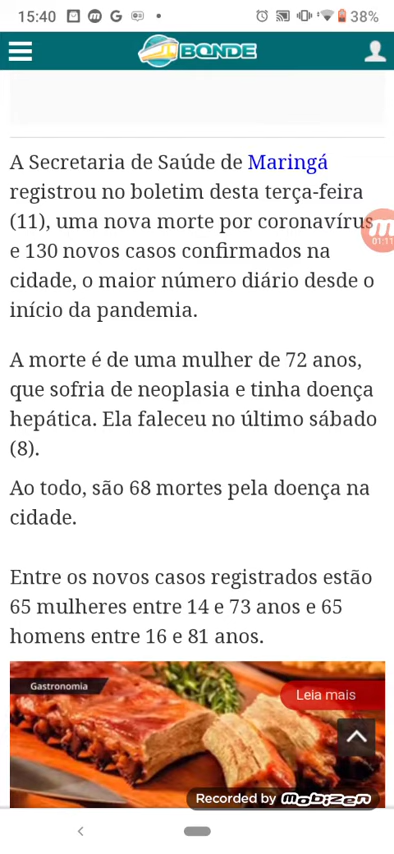 15:40
G
38%
BONDE
A Secretaria de Saúde de Maringá
registrou no boletim desta terça-feira
(11), uma nova morte por coronavírus
e 130 novos casos confirmados na
cidade, o maior número diário desde o
início da pandemia.
01:11
A morte é de uma mulher de 72 anos,
que sofria de neoplasia e tinha doença
hepática. Ela faleceu no último sábado
(8).
Ao todo, são 68 mortes pela doença na
cidade.
Entre os novos casos registrados estão
65 mulheres entre 14 e 73 anos e 65
homens entre 16 e 81 anos.
Gastronomia
Leia mais
Recorded by Mobizen